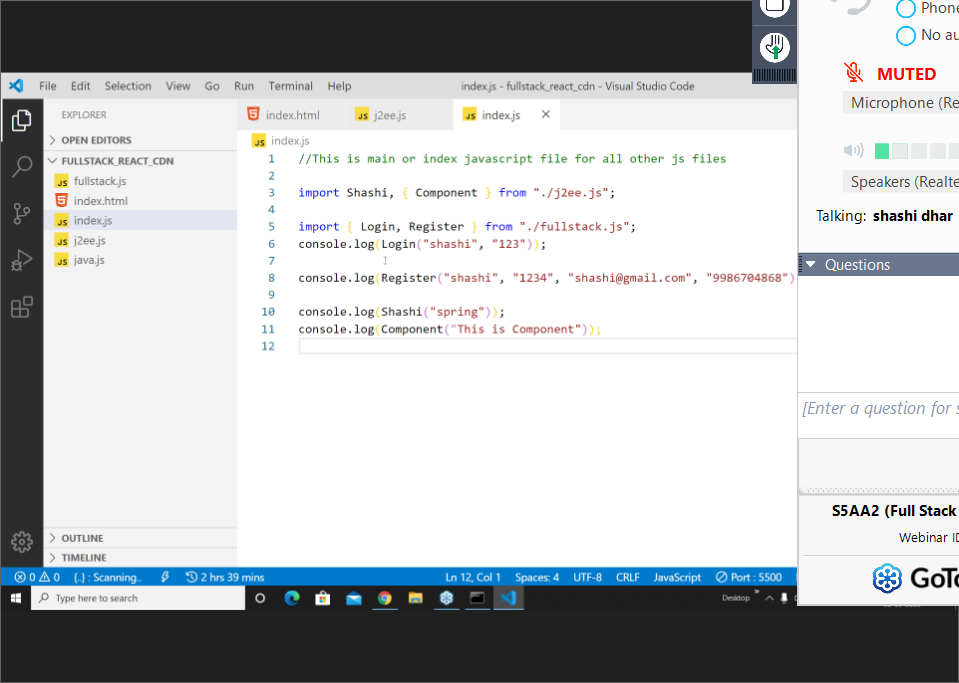 Phone
No au
MUTED
Microphone (Re
Speakers (Realte
Talking: shashi dhar
Questions
[Enter a question for s
S5AA2 (Full Stack
Webinar ID
GoTo
File Edit Selection View Go Run Terminal Help
index.js - fullstack_react_cdn - Visual Studio Code
EXPLORER
OPEN EDITORS
FULLSTACK_REACT_CDN
JS fullstack.js
index.html
JS index.js
JS j2ee.js
JS java.js
OUTLINE
TIMELINE
index.html JS j2ee.js JS index.js
JS index.js
1 //This is main or index javascript file for all other js files
2
3 import Shashi, { Component } from "./j2ee.js";
4
5 import { Login, Register } from "./fullstack.js";
6 console.log(Login("shashi", "123"));
7
8 console.log(Register("shashi", "1234", "shashi@gmail.com", "9986704868")
9
10 console.log(Shashi("spring"));
11 console.log(Component("This is Component"));
12
0 0 {..} : Scanning.. 2 hrs 39 mins Ln 12, Col 1 Spaces: 4 UTF-8 CRLF JavaScript Port : 5500
Type here to search Desktop